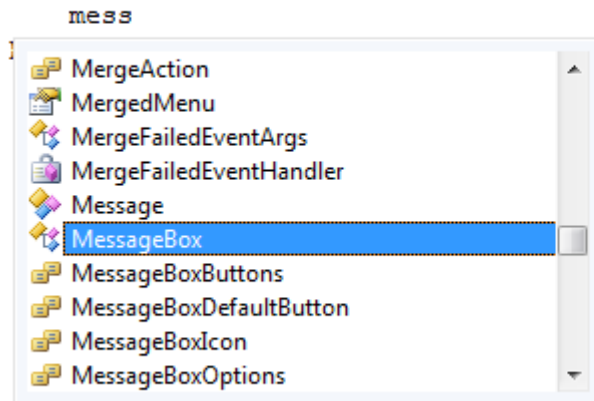 mess
MergeAction
MergedMenu
MergeFailedEventArgs
MergeFailedEventHandler
Message
MessageBox
MessageBoxButtons
MessageBoxDefaultButton
MessageBoxIcon
MessageBoxOptions